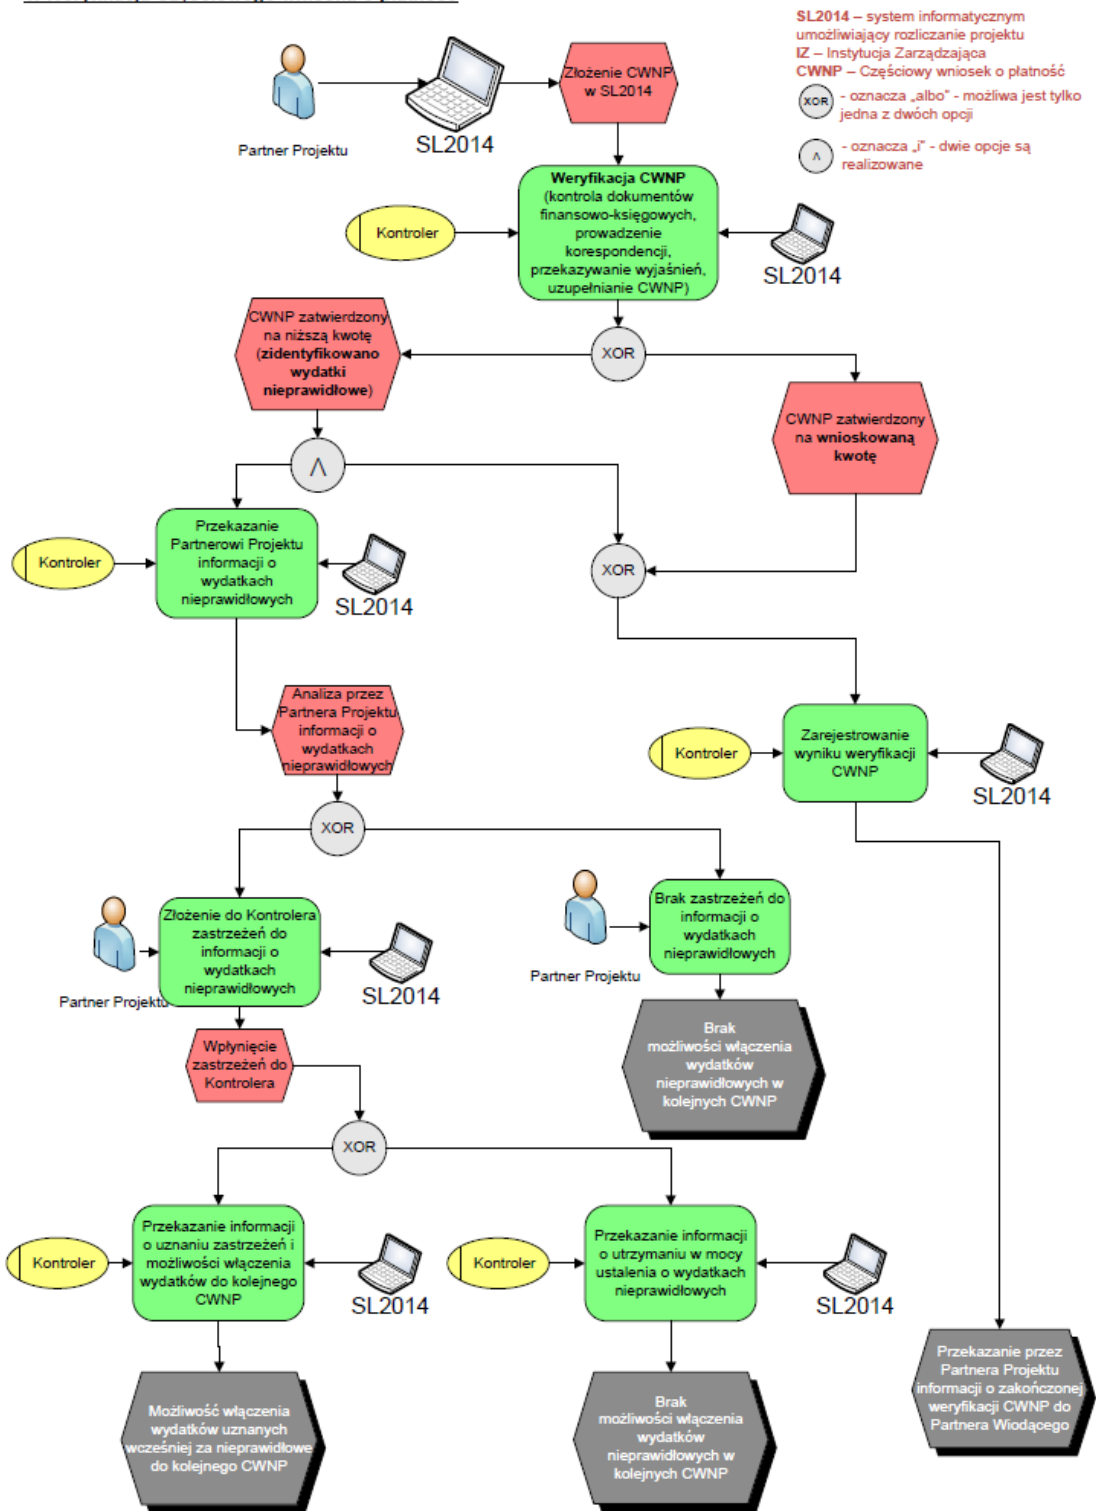 SL2014 – system informatycznym
umożliwiający rozliczanie projektu
IZ – Instytucja Zarządzająca
CWNP – Częściowy wniosek o płatność
XOR
- oznacza „albo” - możliwa jest tylko
jedna z dwóch opcji
Λ
- oznacza „i” - dwie opcje są
realizowane
Partner Projektu
SL2014
Złożenie CWNP
w SL2014
Weryfikacja CWNP
(kontrola dokumentów
finansowo-księgowych,
prowadzenie
korespondencji,
przekazywanie wyjaśnień,
uzupełnianie CWNP)
Kontroler
SL2014
XOR
CWNP zatwierdzony
na niższą kwotę
(zidentyfikowano
wydatki
nieprawidłowe)
CWNP zatwierdzony
na wnioskowaną
kwotę
Λ
Kontroler
Przekazanie
Partnerowi Projektu
informacji o
wydatkach
nieprawidłowych
SL2014
XOR
Analiza przez
Partnera Projektu
informacji o
wydatkach
nieprawidłowych
Kontroler
Zarejestrowanie
wyniku weryfikacji
CWNP
SL2014
XOR
Partner Projektu
Złożenie do Kontrolera
zastrzeżeń do
informacji o
wydatkach
nieprawidłowych
SL2014
Partner Projektu
Brak zastrzeżeń do
informacji o
wydatkach
nieprawidłowych
Brak
możliwości włączenia
wydatków
nieprawidłowych w
kolejnych CWNP
Wpłynięcie
zastrzeżeń do
Kontrolera
XOR
Kontroler
Przekazanie informacji
o uznaniu zastrzeżeń i
możliwości włączenia
wydatków do kolejnego
CWNP
SL2014
Kontroler
Przekazanie informacji
o utrzymaniu w mocy
ustalenia o wydatkach
nieprawidłowych
SL2014
Przekazanie przez
Partnera Projektu
informacji o zakończonej
weryfikacji CWNP do
Partnera Wiodącego
Możliwość włączenia
wydatków uznanych
wcześniej za nieprawidłowe
do kolejnego CWNP
Brak
możliwości włączenia
wydatków
nieprawidłowych w
kolejnych CWNP